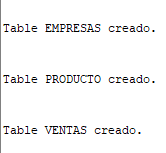 Table EMPRESAS creado.
Table PRODUCTO creado.
Table VENTAS creado.